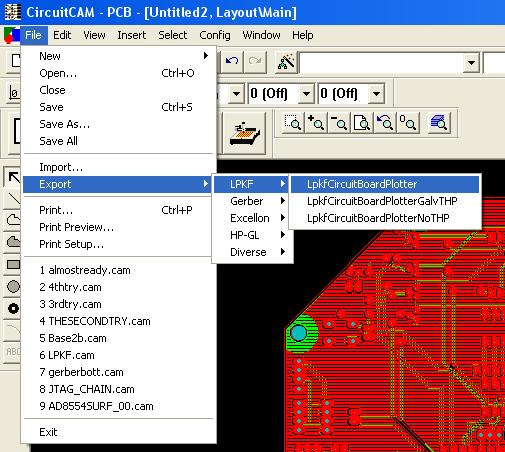 CircuitCAM - PCB - [Untitled2, Layout\Main]
File Edit View Insert Select Config Window Help
New
Open... Ctrl+O
Close
Save Ctrl+S
0 (Off) 0 (Off)
Save As...
Save All
Import...
Export LPKF LpkfCircuitBoardPlotter
Gerber LpkfCircuitBoardPlotterGalvTHP
Print... Ctrl+P Excellon LpkfCircuitBoardPlotterNoTHP
Print Preview... HP-GL
Print Setup... Diverse
1 almostready.cam
2 4thtry.cam
3 3rdtry.cam
4 THESECONDTRY.cam
5 Base2b.cam
6 LPKF.cam
7 gerberbott.cam
8 JTAG_CHAIN.cam
9 AD8554SURF_00.cam
ABC
Exit